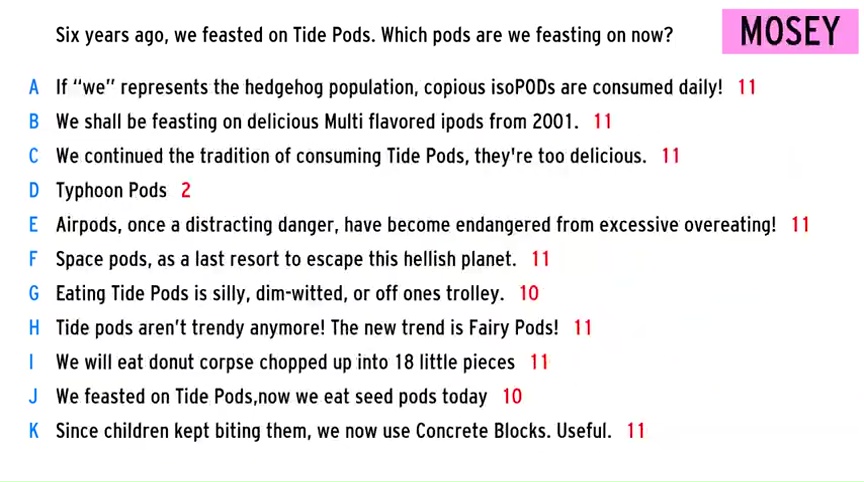 Six years ago, we feasted on Tide Pods. Which pods are we feasting on now?
MOSEY
A If “we” represents the hedgehog population, copious isoPODs are consumed daily! 11
B We shall be feasting on delicious Multi flavored ipods from 2001. 11
C We continued the tradition of consuming Tide Pods, they're too delicious. 11
D Typhoon Pods 2
E Airpods, once a distracting danger, have become endangered from excessive overeating! 11
F Space pods, as a last resort to escape this hellish planet. 11
G Eating Tide Pods is silly, dim-witted, or off ones trolley. 10
H Tide pods aren’t trendy anymore! The new trend is Fairy Pods! 11
I We will eat donut corpse chopped up into 18 little pieces 11
J We feasted on Tide Pods,now we eat seed pods today 10
K Since children kept biting them, we now use Concrete Blocks. Useful. 11